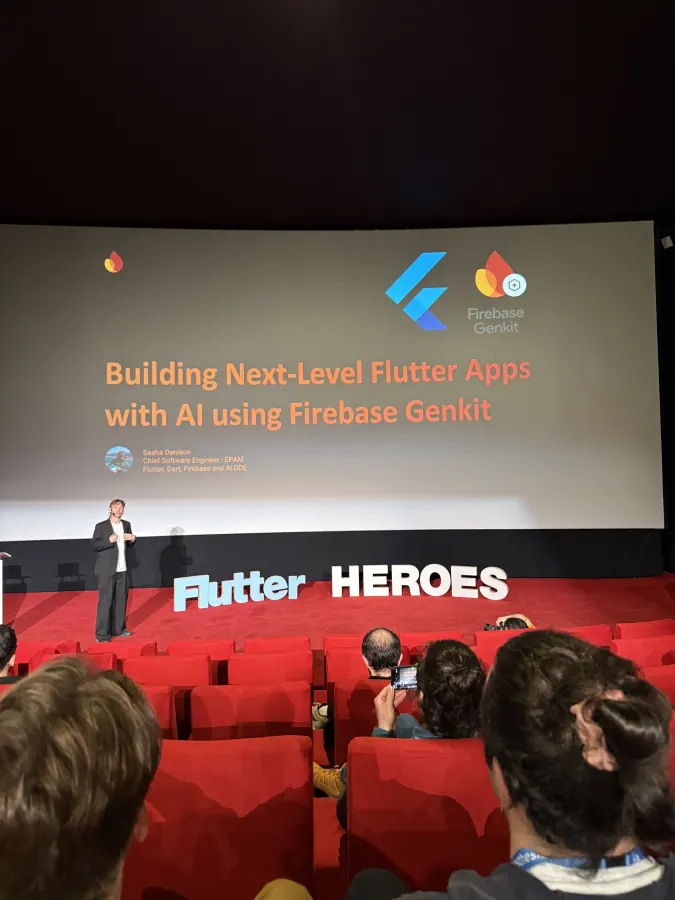 Firebase
Genkit
Building Next-Level Flutter Apps
with AI using Firebase Genkit
Sasha Denisov
Chief Software Engineer - EPAM
Flutter, Dart, Firebase and AI GDE
Flutter HEROES